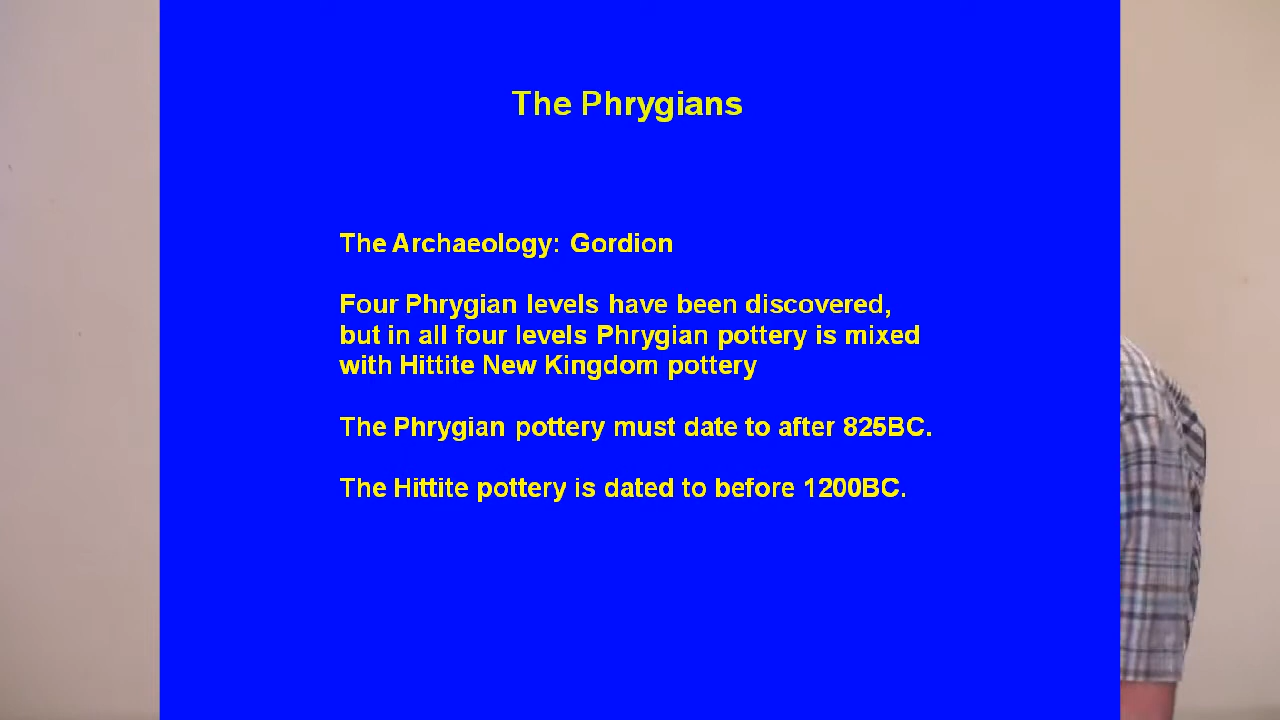 The Phrygians
The Archaeology: Gordion
Four Phrygian levels have been discovered,
but in all four levels Phrygian pottery is mixed
with Hittite New Kingdom pottery
The Phrygian pottery must date to after 825BC.
The Hittite pottery is dated to before 1200BC.